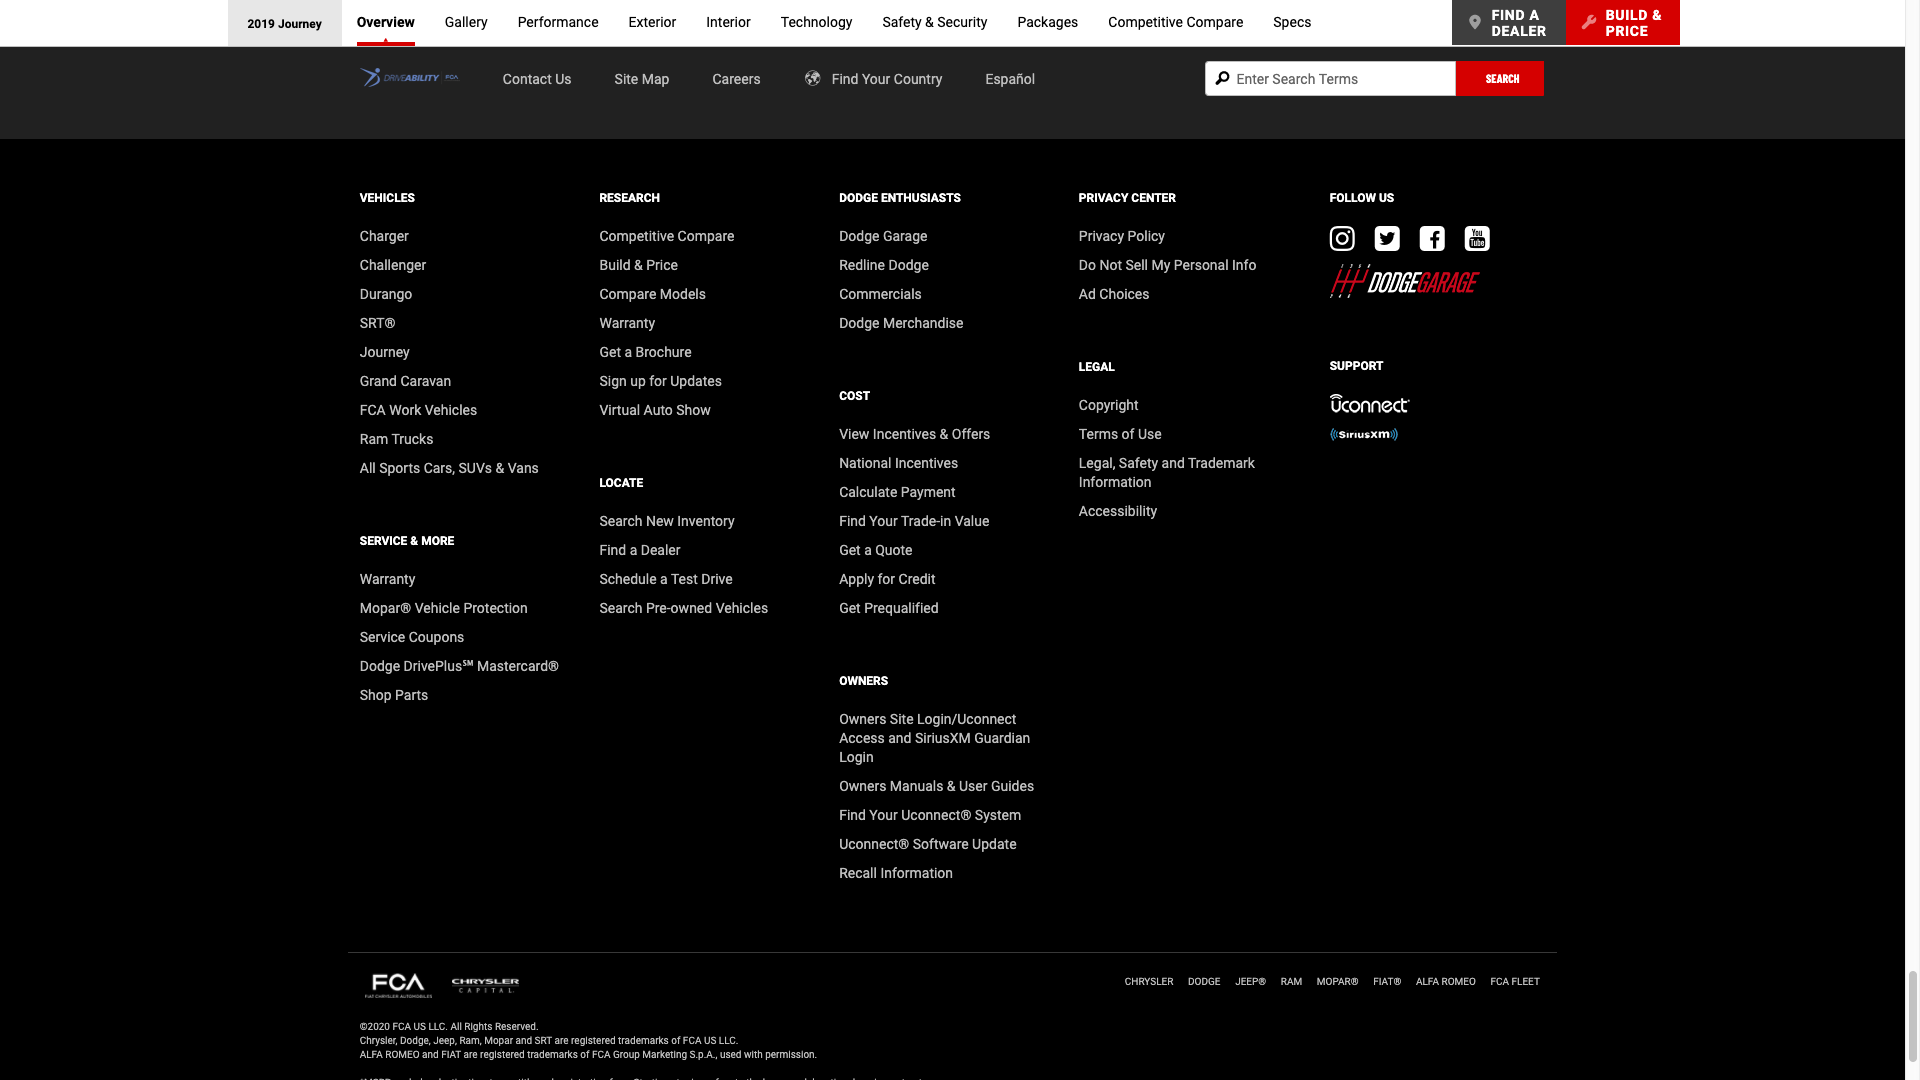 2019 Journey
Overview
Gallery
Performance
Exterior
Interior
Technology
Safety & Security
Packages
Competitive Compare
Specs
FIND A
DEALER
BUILD &
PRICE
DRIVEABILITY FCA
Contact Us
Site Map
Careers
Find Your Country
Español
Enter Search Terms
SEARCH
VEHICLES
Charger
Challenger
Durango
SRT®
Journey
Grand Caravan
FCA Work Vehicles
Ram Trucks
All Sports Cars, SUVs & Vans
SERVICE & MORE
Warranty
Mopar® Vehicle Protection
Service Coupons
Dodge DrivePlus℠ Mastercard®
Shop Parts
RESEARCH
Competitive Compare
Build & Price
Compare Models
Warranty
Get a Brochure
Sign up for Updates
Virtual Auto Show
LOCATE
Search New Inventory
Find a Dealer
Schedule a Test Drive
Search Pre-owned Vehicles
DODGE ENTHUSIASTS
Dodge Garage
Redline Dodge
Commercials
Dodge Merchandise
COST
View Incentives & Offers
National Incentives
Calculate Payment
Find Your Trade-in Value
Get a Quote
Apply for Credit
Get Prequalified
OWNERS
Owners Site Login/Uconnect
Access and SiriusXM Guardian
Login
Owners Manuals & User Guides
Find Your Uconnect® System
Uconnect® Software Update
Recall Information
PRIVACY CENTER
Privacy Policy
Do Not Sell My Personal Info
Ad Choices
LEGAL
Copyright
Terms of Use
Legal, Safety and Trademark
Information
Accessibility
FOLLOW US
You
Tube
DODGEGARAGE
SUPPORT
uconnect
SiriusXM
FCA
FIAT CHRYSLER AUTOMOBILES
CHRYSLER
CAPITAL
CHRYSLER
DODGE
JEEP®
RAM
MOPAR®
FIAT®
ALFA ROMEO
FCA FLEET
©2020 FCA US LLC. All Rights Reserved.
Chrysler, Dodge, Jeep, Ram, Mopar and SRT are registered trademarks of FCA US LLC.
ALFA ROMEO and FIAT are registered trademarks of FCA Group Marketing S.p.A., used with permission.